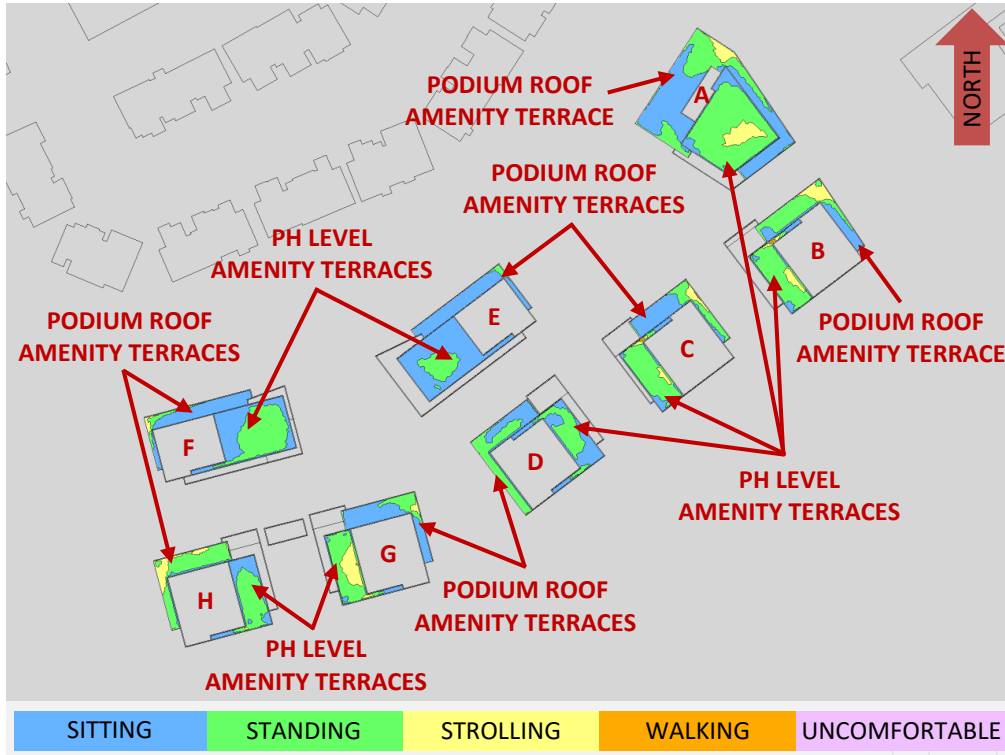 NORTH
PODIUM ROOF
AMENITY TERRACE
A
PODIUM ROOF
AMENITY TERRACES
PH LEVEL
AMENITY TERRACES
B
PODIUM ROOF
AMENITY TERRACES
E
C
PODIUM ROOF
AMENITY TERRACE
F
D
PH LEVEL
AMENITY TERRACES
G
H
PODIUM ROOF
AMENITY TERRACES
PH LEVEL
AMENITY TERRACES
SITTING
STANDING
STROLLING
WALKING
UNCOMFORTABLE